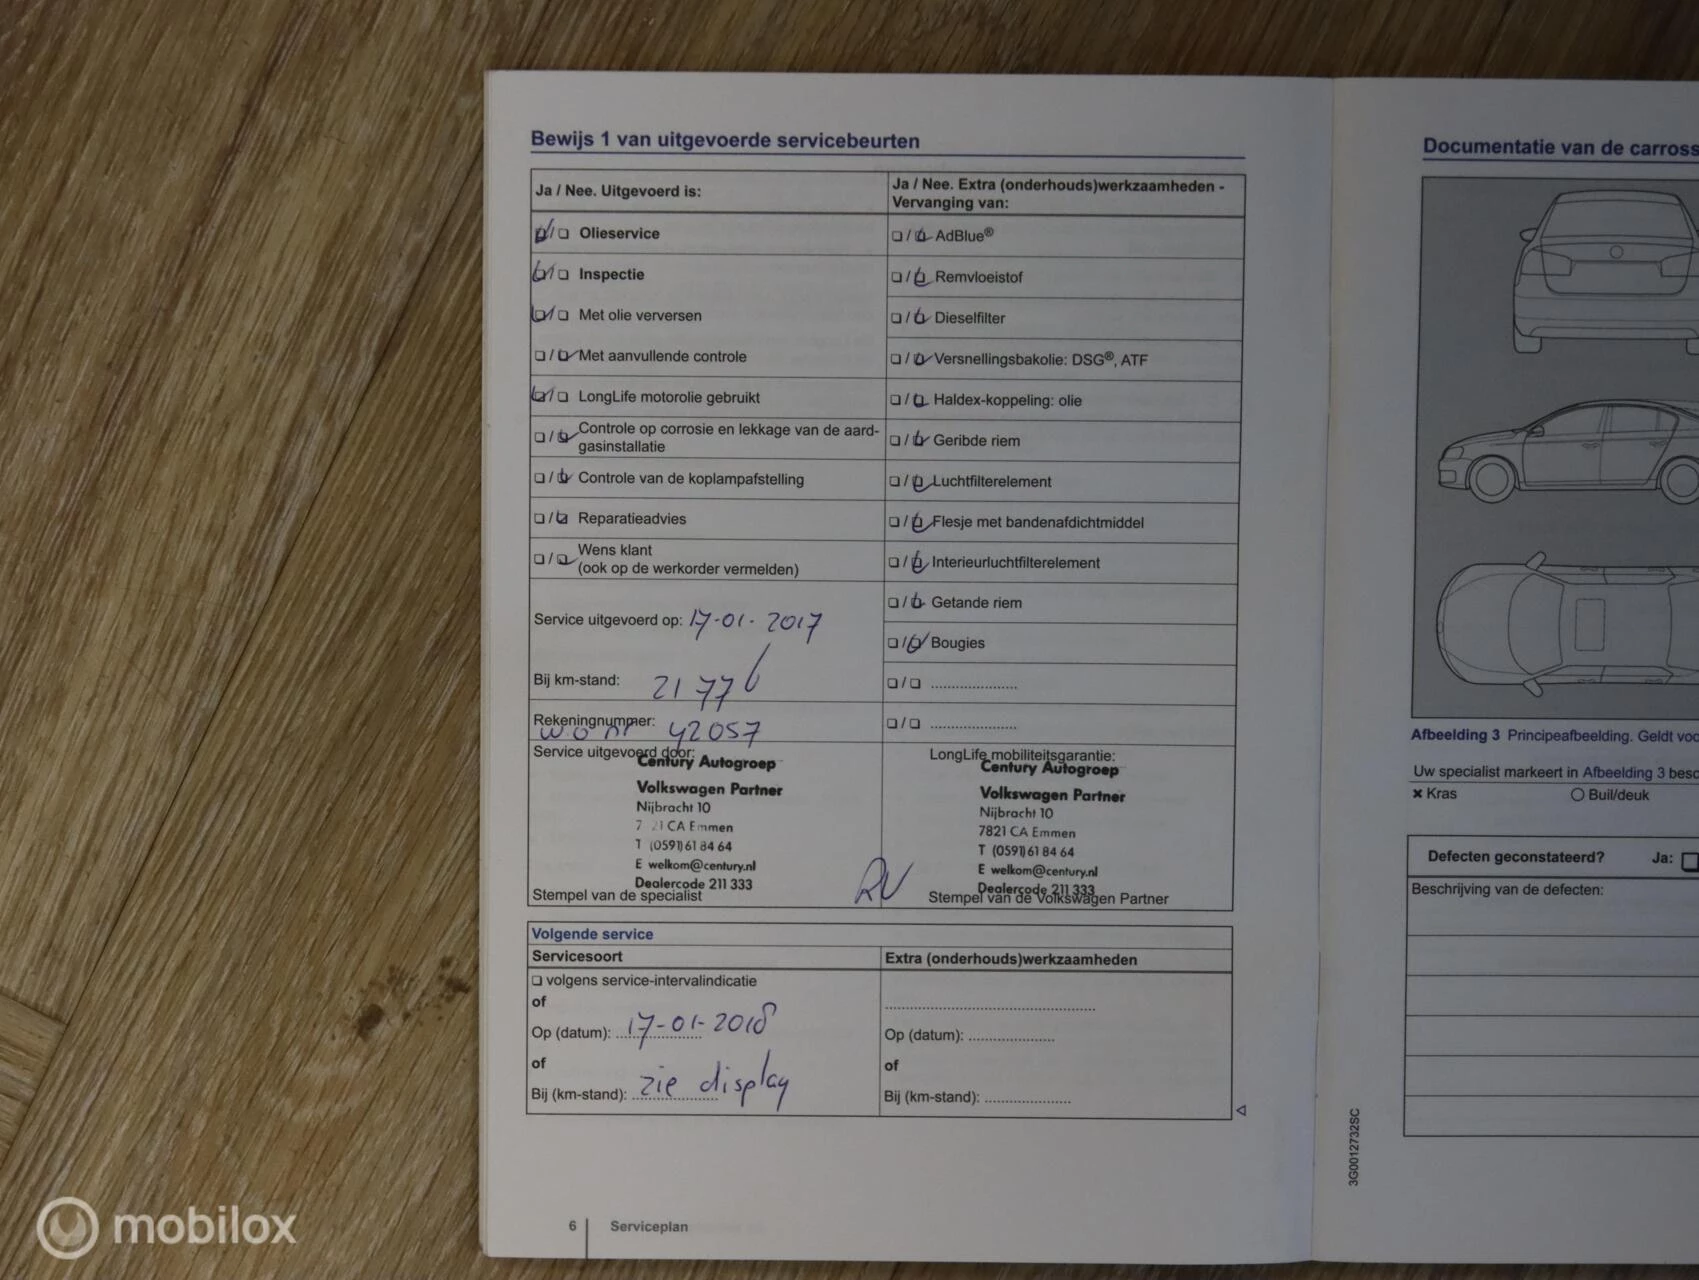 Bewijs 1 van uitgevoerde servicebeurten
Ja / Nee. Uitgevoerd is:
Olieservice
Inspectie
Met olie verversen
Met aanvullende controle
LongLife motorolie gebruikt
Controle op corrosie en lekkage van de aard-
gasinstallatie
Controle van de koplampafstelling
Reparatieadvies
Wens klant
(ook op de werkorder vermelden)
Service uitgevoerd op: 17-01-2017
Bij km-stand: 21776
Rekeningnummer:
wo nr 42057
Service uitgevoerd door:
Century Autogroep
Volkswagen Partner
Nijbracht 10
7 21 CA Emmen
T (0591) 61 84 64
E welkom@century.nl
Dealercode 211 333
Stempel van de specialist
Ja / Nee. Extra (onderhouds)werkzaamheden -
Vervanging van:
AdBlue®
Remvloeistof
Dieselfilter
Versnellingsbakolie: DSG®, ATF
Haldex-koppeling: olie
Geribde riem
Luchtfilterelement
Flesje met bandenafdichtmiddel
Interieurluchtfilterelement
Getande riem
Bougies
LongLife mobiliteitsgarantie:
Century Autogroep
Volkswagen Partner
Nijbracht 10
7821 CA Emmen
T (0591) 61 84 64
E welkom@century.nl
Dealercode 211 333
Stempel van de Volkswagen Partner
Volgende service
Servicesoort
volgens service-intervalindicatie
of
Op (datum): 17-01-2018
of
Bij (km-stand): zie display
Extra (onderhouds)werkzaamheden
Op (datum):
of
Bij (km-stand):
6 Serviceplan
Documentatie van de carross
Afbeelding 3 Principeafbeelding. Geldt voo
Uw specialist markeert in Afbeelding 3 besc
Kras
Buil/deuk
Defecten geconstateerd? Ja:
Beschrijving van de defecten:
3G0012732SC
mobilox